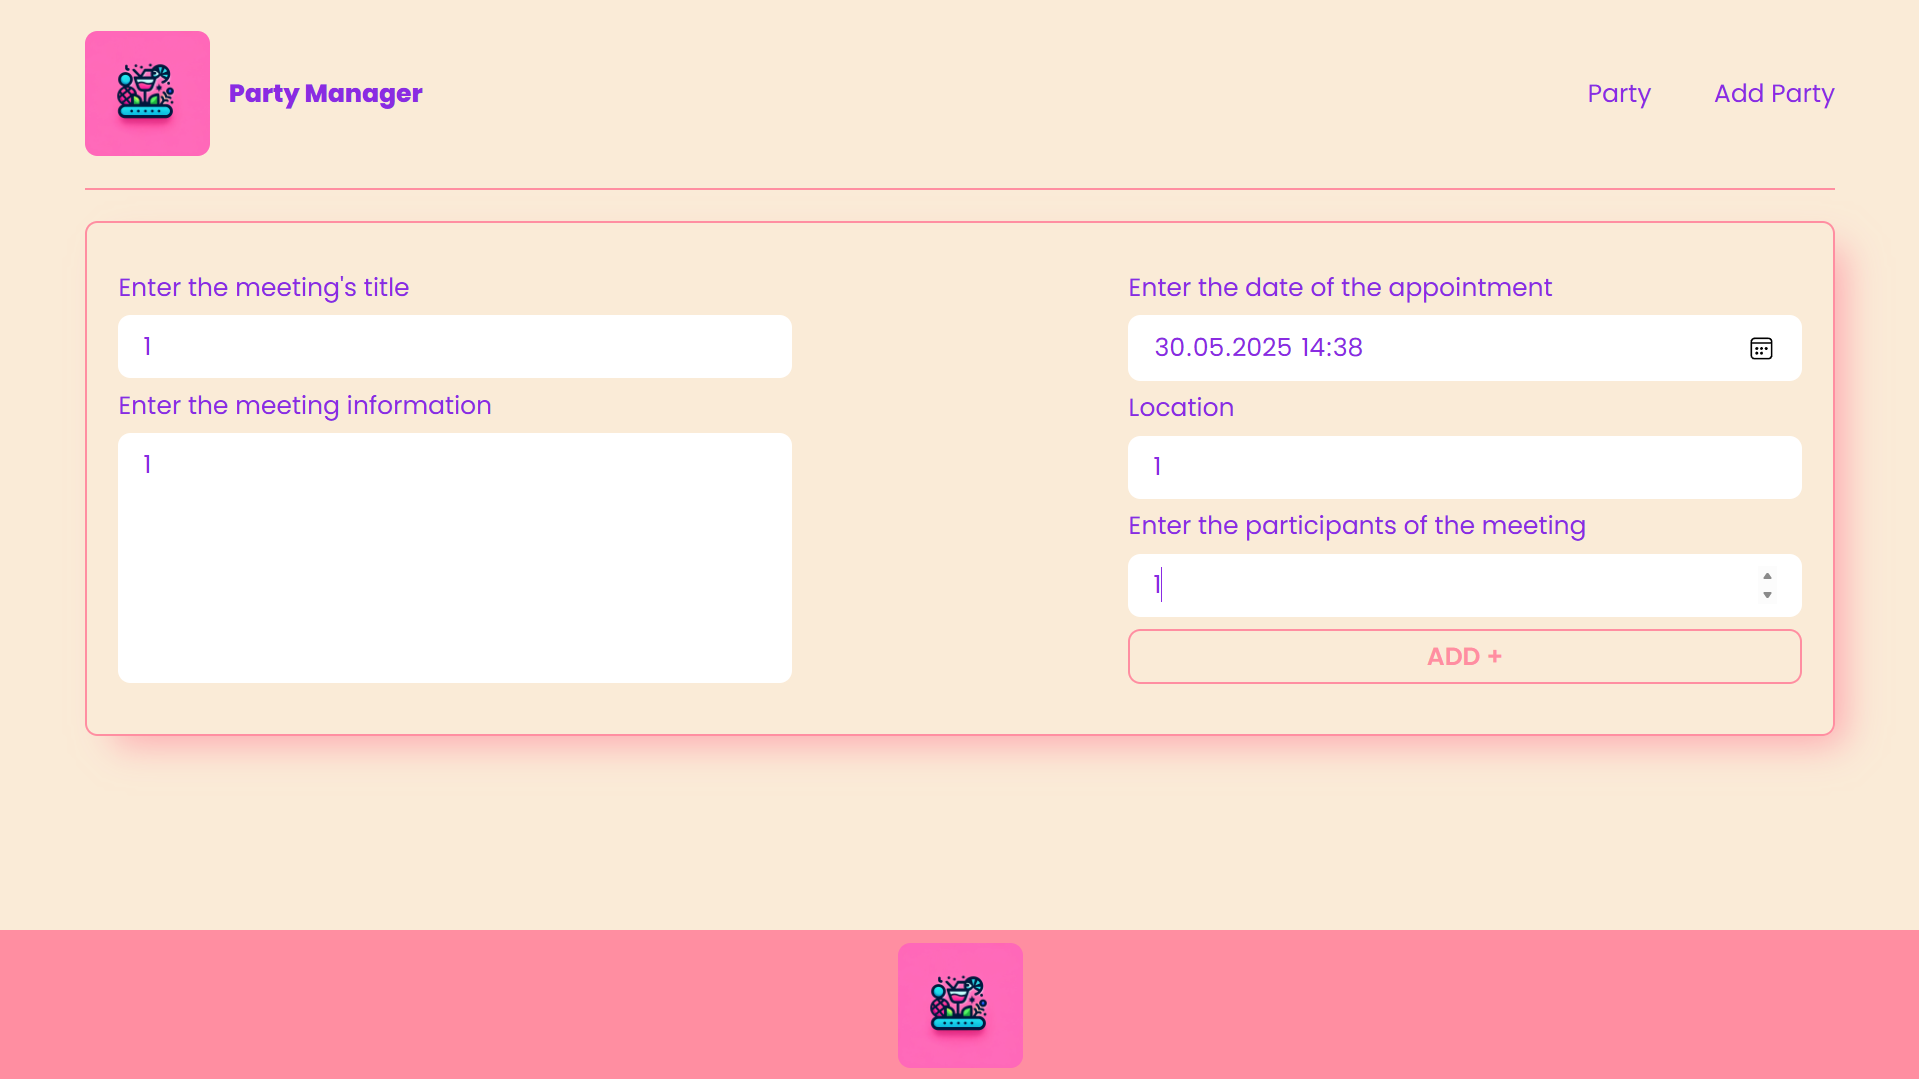 Party Manager
Party
Add Party
Enter the meeting's title
1
Enter the meeting information
1
Enter the date of the appointment
30.05.2025 14:38
Location
1
Enter the participants of the meeting
1
ADD +